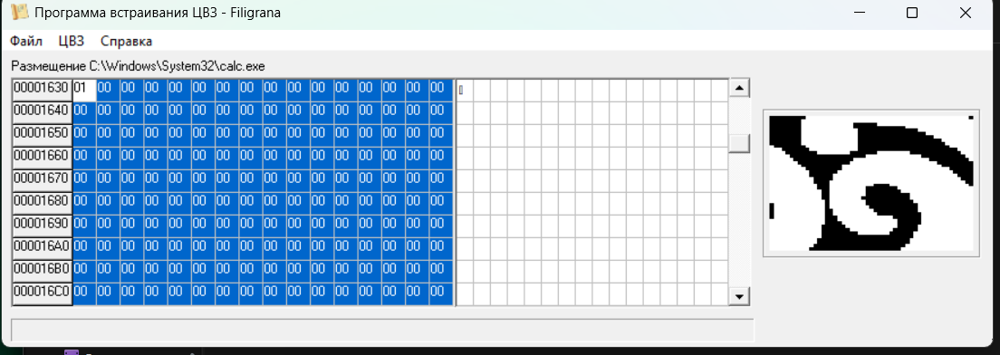 Программа встраивания ЦВЗ - Filigrana
Файл ЦВЗ Справка
Размещение C:\Windows\System32\calc.exe
00001630 01 00 00 00 00 00 00 00 00 00 00 00 00 00 00 00
00001640 00 00 00 00 00 00 00 00 00 00 00 00 00 00 00 00
00001650 00 00 00 00 00 00 00 00 00 00 00 00 00 00 00 00
00001660 00 00 00 00 00 00 00 00 00 00 00 00 00 00 00 00
00001670 00 00 00 00 00 00 00 00 00 00 00 00 00 00 00 00
00001680 00 00 00 00 00 00 00 00 00 00 00 00 00 00 00 00
00001690 00 00 00 00 00 00 00 00 00 00 00 00 00 00 00 00
000016A0 00 00 00 00 00 00 00 00 00 00 00 00 00 00 00 00
000016B0 00 00 00 00 00 00 00 00 00 00 00 00 00 00 00 00
000016C0 00 00 00 00 00 00 00 00 00 00 00 00 00 00 00 00